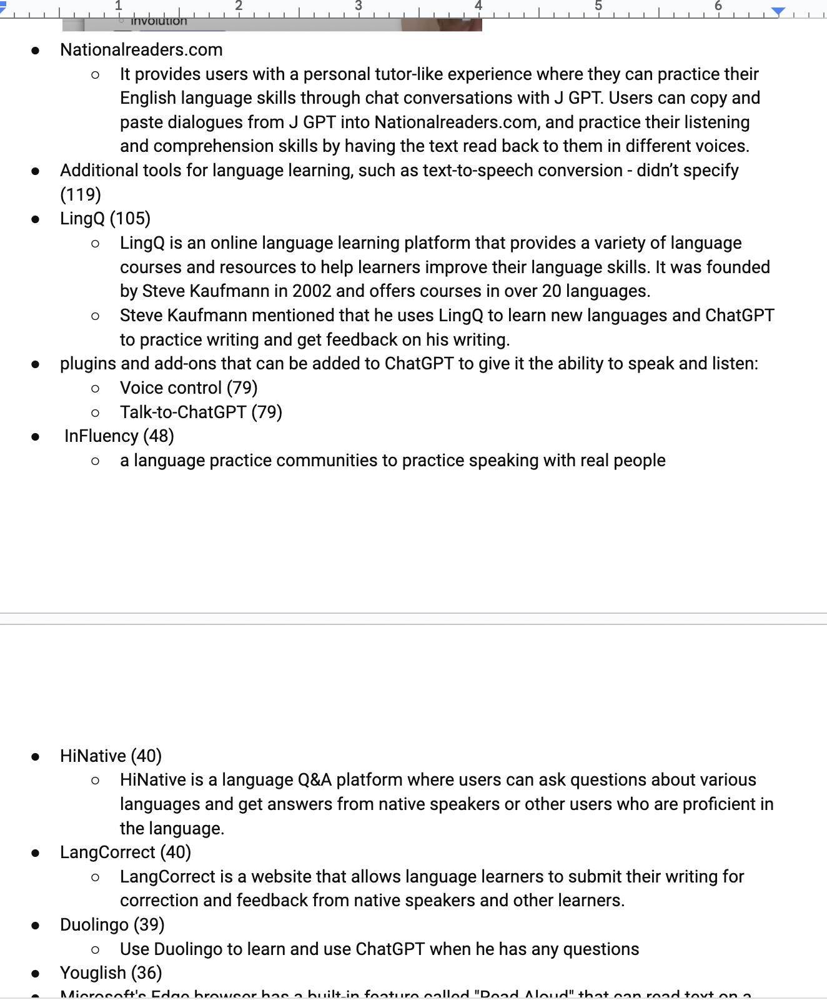 1 2 3 4 5 6
involution
● Nationalreaders.com
○ It provides users with a personal tutor-like experience where they can practice their
English language skills through chat conversations with J GPT. Users can copy and
paste dialogues from J GPT into Nationalreaders.com, and practice their listening
and comprehension skills by having the text read back to them in different voices.
● Additional tools for language learning, such as text-to-speech conversion - didn’t specify
(119)
● LingQ (105)
○ LingQ is an online language learning platform that provides a variety of language
courses and resources to help learners improve their language skills. It was founded
by Steve Kaufmann in 2002 and offers courses in over 20 languages.
○ Steve Kaufmann mentioned that he uses LingQ to learn new languages and ChatGPT
to practice writing and get feedback on his writing.
● plugins and add-ons that can be added to ChatGPT to give it the ability to speak and listen:
○ Voice control (79)
○ Talk-to-ChatGPT (79)
● InFluency (48)
○ a language practice communities to practice speaking with real people
● HiNative (40)
○ HiNative is a language Q&A platform where users can ask questions about various
languages and get answers from native speakers or other users who are proficient in
the language.
● LangCorrect (40)
○ LangCorrect is a website that allows language learners to submit their writing for
correction and feedback from native speakers and other learners.
● Duolingo (39)
○ Use Duolingo to learn and use ChatGPT when he has any questions
● Youglish (36)
● Microsoft's Edge browser has a built-in feature called "Read Aloud" that can read text on a